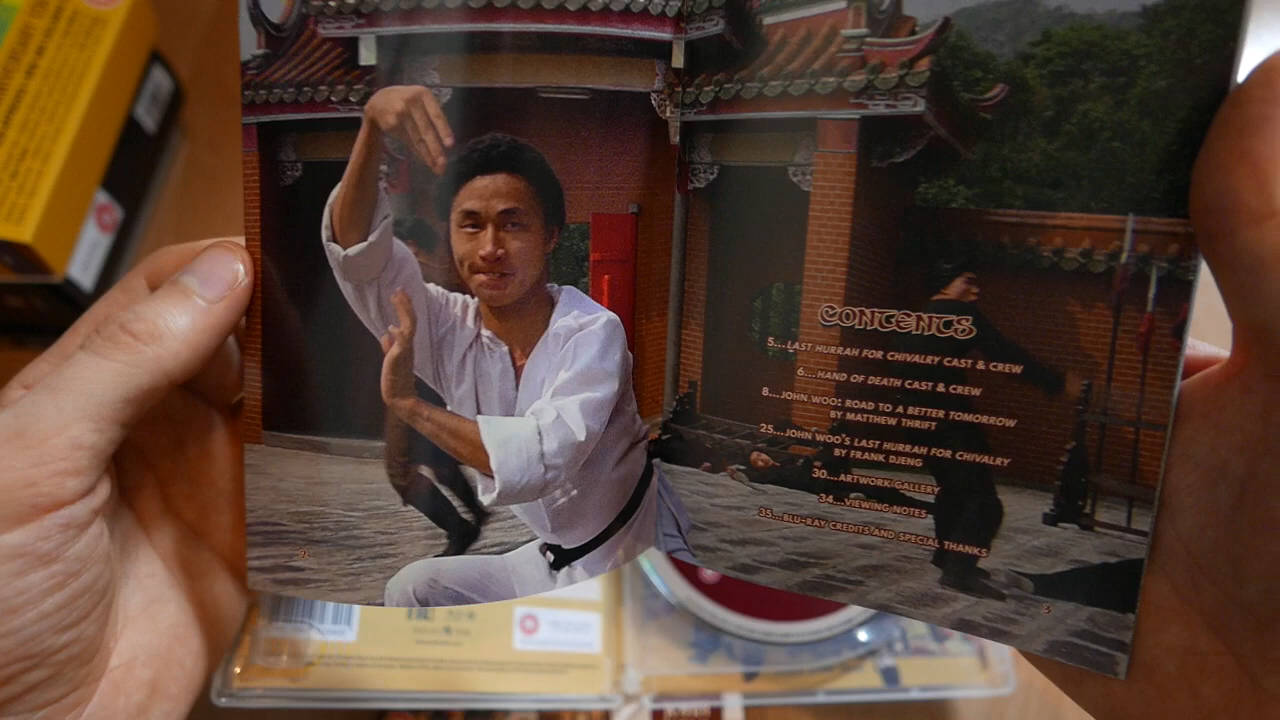 CONTENTS
5...LAST HURRAH FOR CHIVALRY CAST & CREW
6...HAND OF DEATH CAST & CREW
8...JOHN WOO: ROAD TO A BETTER TOMORROW
BY MATTHEW THRIFT
25...JOHN WOO'S LAST HURRAH FOR CHIVALRY
BY FRANK DJENG
30...ARTWORK GALLERY
34...VIEWING NOTES
35...BLU-RAY CREDITS AND SPECIAL THANKS
2
3